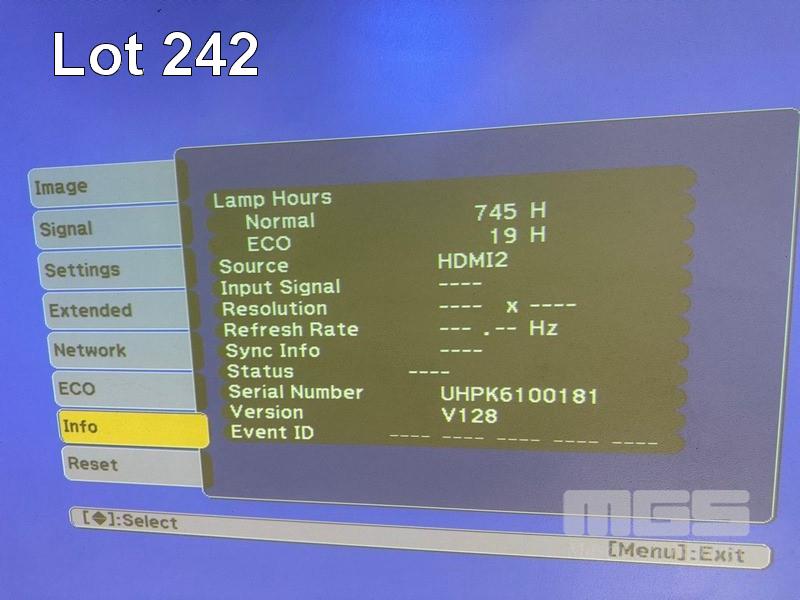 Lot 242
Image
Signal
Settings
Extended
Network
ECO
Info
Reset
Lamp Hours
Normal 745 H
ECO 19 H
Source HDMI2
Input Signal ----
Resolution ---- x ----
Refresh Rate --- .-- Hz
Sync Info ----
Status ----
Serial Number UHPK6100181
Version V128
Event ID ---- ---- ---- ---- ----
[◆]:Select
[Menu]:Exit
MGS